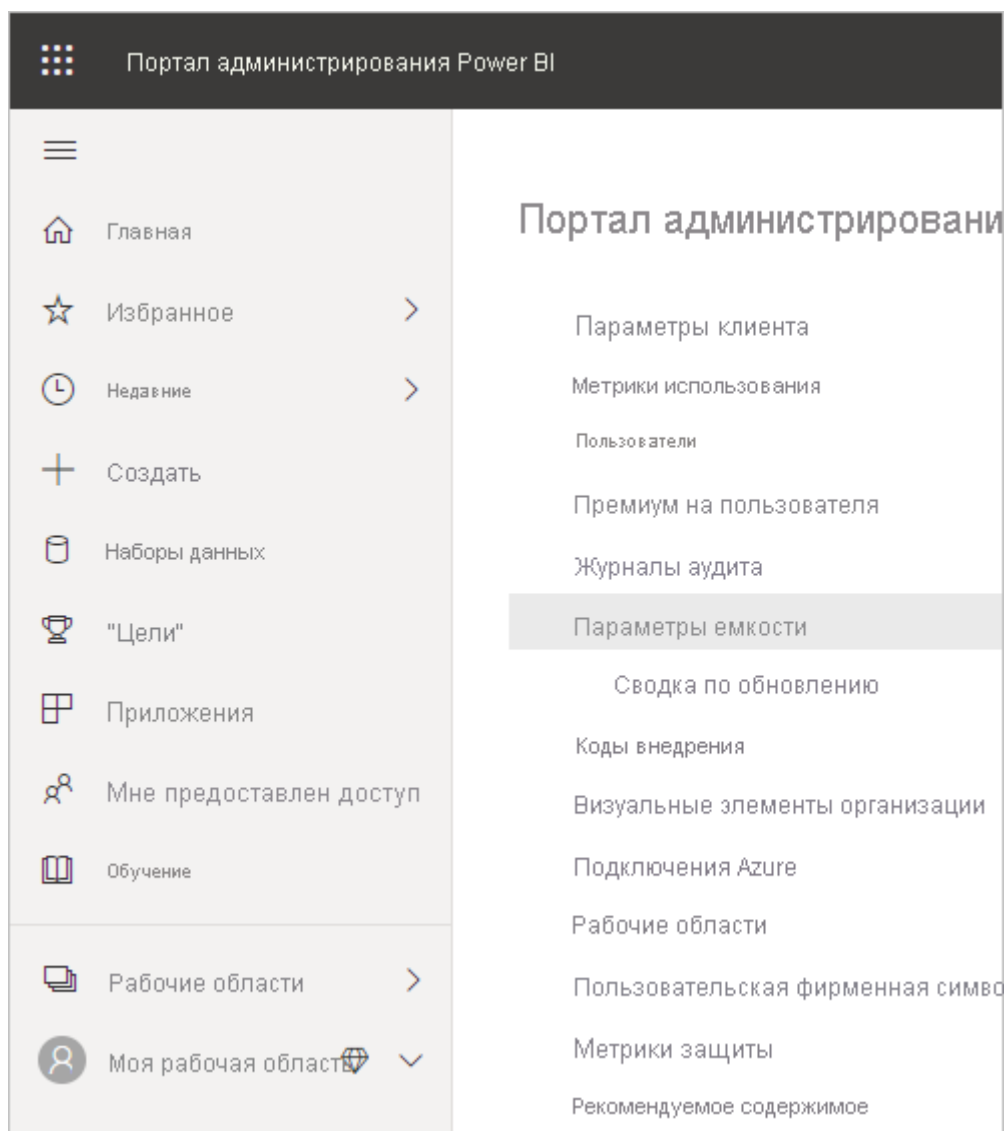 Портал администрирования Power BI
Главная
Избранное
Недавние
Создать
Наборы данных
"Цели"
Приложения
Мне предоставлен доступ
Обучение
Рабочие области
Моя рабочая область
Портал администровани
Параметры клиента
Метрики использования
Пользователи
Премиум на пользователя
Журналы аудита
Параметры емкости
Сводка по обновлению
Коды внедрения
Визуальные элементы организации
Подключения Azure
Рабочие области
Пользовательская фирменная симво
Метрики защиты
Рекомендуемое содержимое